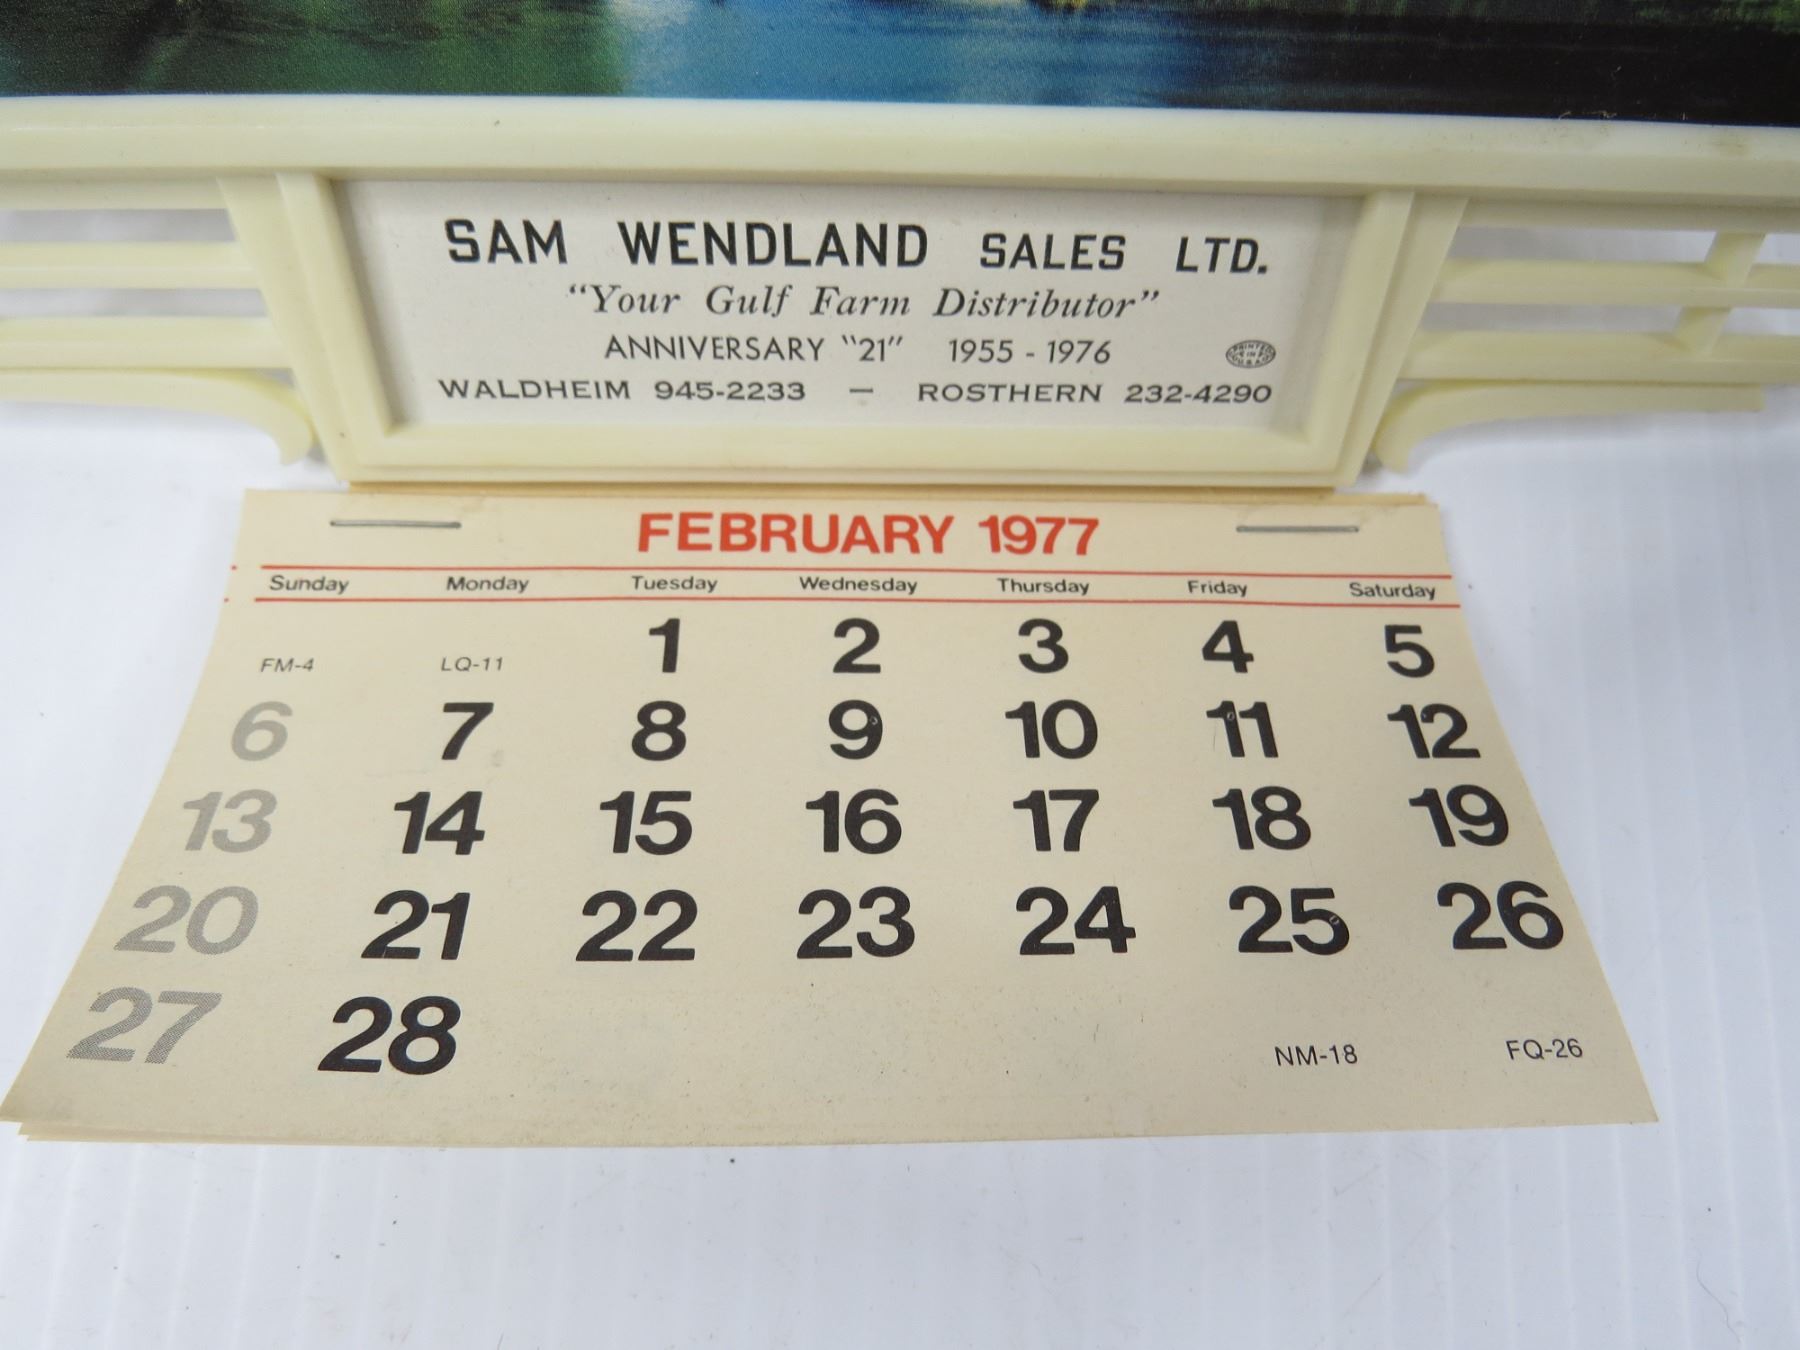 SAM WENDLAND SALES LTD.
"Your Gulf Farm Distributor"
ANNIVERSARY "21" 1955 - 1976
PRINTED IN U.S.A.
WALDHEIM 945-2233 — ROSTHERN 232-4290
FEBRUARY 1977
Sunday Monday Tuesday Wednesday Thursday Friday Saturday
FM-4 LQ-11 1 2 3 4 5
6 7 8 9 10 11 12
13 14 15 16 17 18 19
20 21 22 23 24 25 26
27 28 NM-18 FQ-26